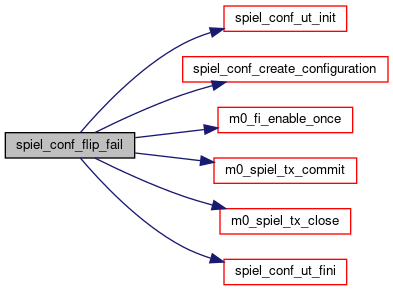 spiel_conf_ut_init
spiel_conf_create_configuration
m0_fi_enable_once
spiel_conf_flip_fail
m0_spiel_tx_commit
m0_spiel_tx_close
spiel_conf_ut_fini